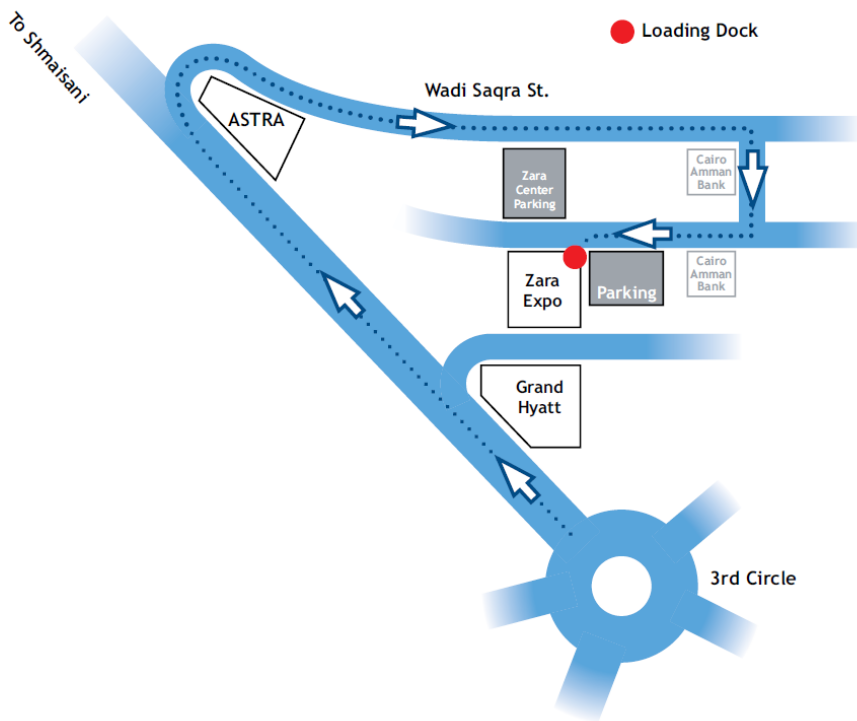 Loading Dock
To Shmaisani
Wadi Saqra St.
ASTRA
Zara
Center
Parking
Cairo
Amman
Bank
Zara
Expo
Parking
Cairo
Amman
Bank
Grand
Hyatt
3rd Circle